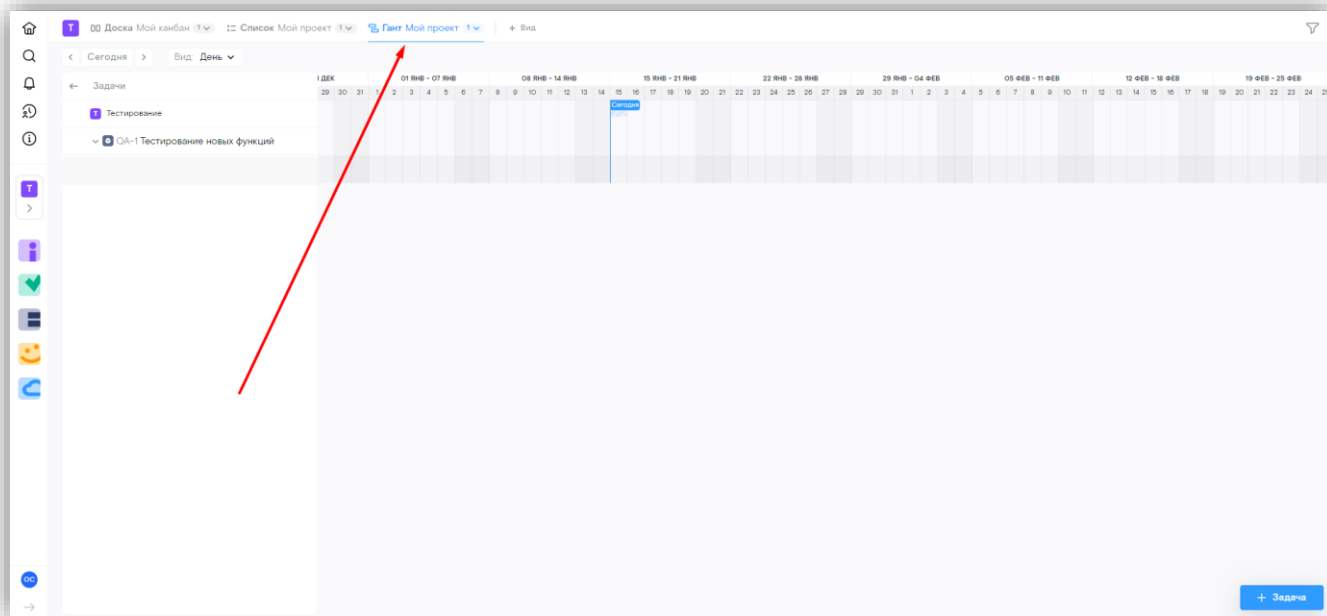 T Доска Мой канбан 1 Список Мой проект 1 Гант Мой проект 1 + Вид
< Сегодня > Вид: День
← Задачи
1 ДЕК 01 ЯНВ - 07 ЯНВ 08 ЯНВ - 14 ЯНВ 15 ЯНВ - 21 ЯНВ 22 ЯНВ - 28 ЯНВ 29 ЯНВ - 04 ФЕВ 05 ФЕВ - 11 ФЕВ 12 ФЕВ - 18 ФЕВ 19 ФЕВ - 25 ФЕВ
29 30 31 1 2 3 4 5 6 7 8 9 10 11 12 13 14 15 16 17 18 19 20 21 22 23 24 25 26 27 28 29 30 31 1 2 3 4 5 6 7 8 9 10 11 12 13 14 15 16 17 18 19 20 21 22 23 24 25
Сегодня
T Тестирование
QA-1 Тестирование новых функций
T
ОС
+ Задача